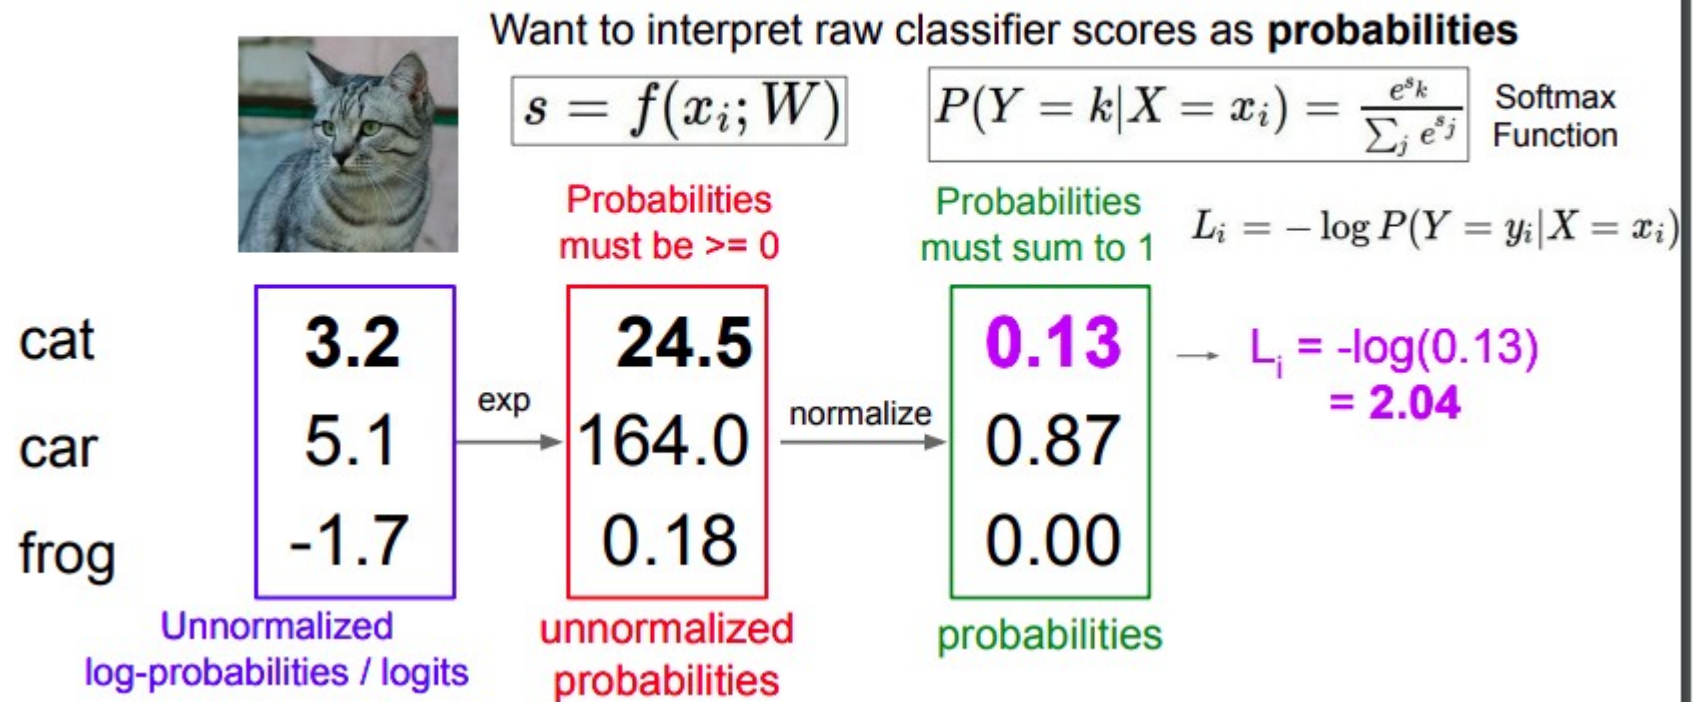 Want to interpret raw classifier scores as probabilities
s = f(x_i; W)
P(Y = k|X = x_i) = \frac{e^{s_k}}{\sum_j e^{s_j}}
Softmax
Function
Probabilities
must be >= 0
Probabilities
must sum to 1
L_i = − log P(Y = y_i|X = x_i)
cat 3.2 24.5 0.13 → L_i = -log(0.13)
= 2.04
exp
normalize
car 5.1 164.0 0.87
frog -1.7 0.18 0.00
Unnormalized
log-probabilities / logits
unnormalized
probabilities
probabilities